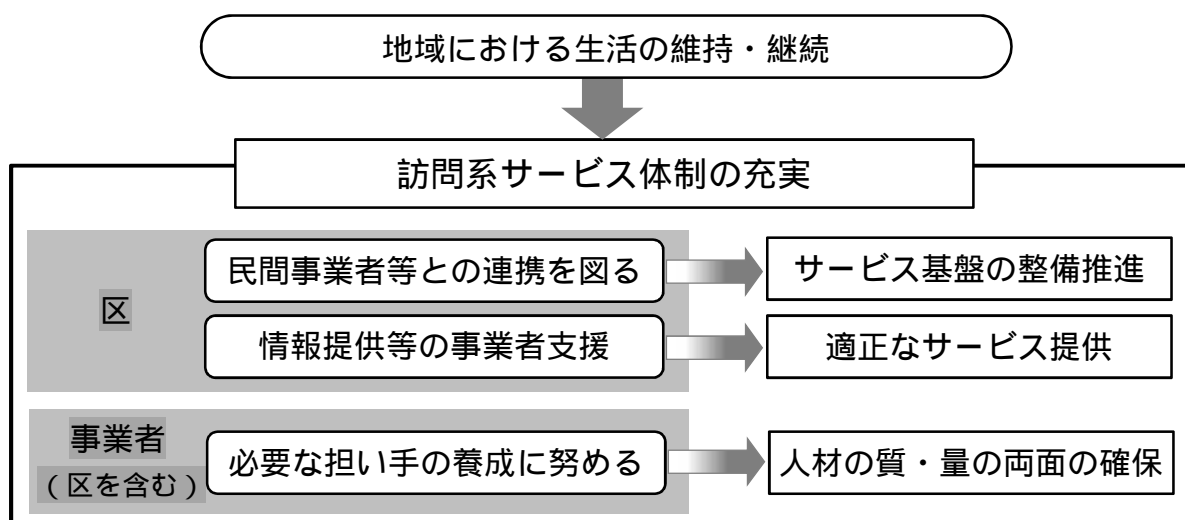 地域における生活の維持・継続
訪問系サービス体制の充実
区
民間事業者等との連携を図る
サービス基盤の整備推進
情報提供等の事業者支援
適正なサービス提供
事業者
（区を含む）
必要な担い手の養成に努める
人材の質・量の両面の確保